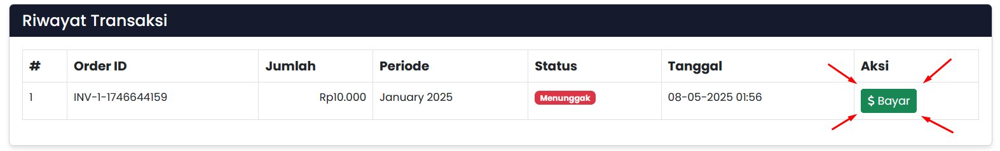 Riwayat Transaksi
# Order ID Jumlah Periode Status Tanggal Aksi
1 INV-1-1746644159 Rp10.000 January 2025 Menunggak 08-05-2025 01:56 $ Bayar